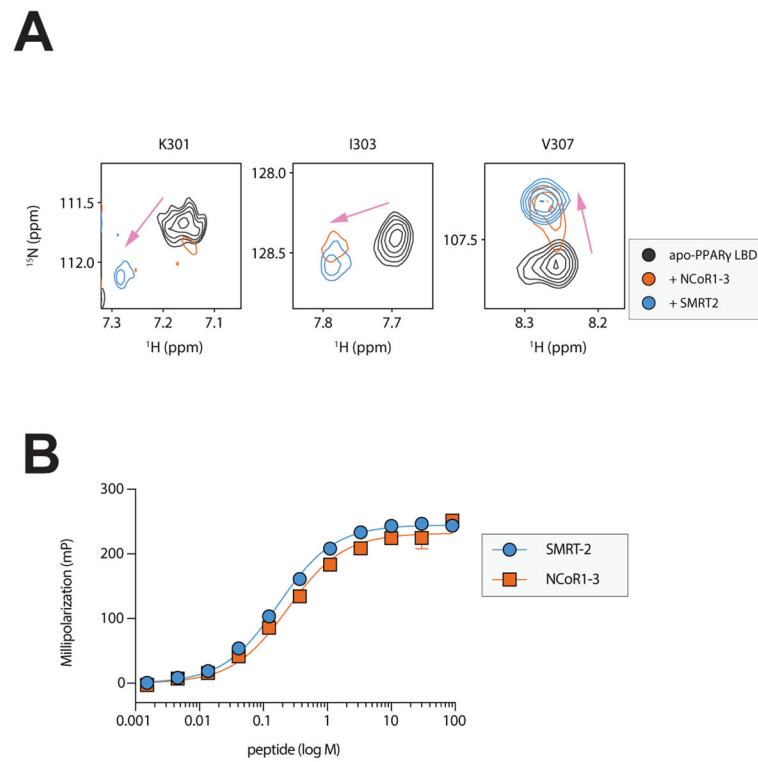 A
K301
I303
V307
111.5
112.0
128.0
128.5
107.5
¹⁵N (ppm)
7.3
7.2
7.1
7.8
7.7
8.3
8.2
¹H (ppm)
¹H (ppm)
¹H (ppm)
apo-PPARγ LBD
+ NCoR1-3
+ SMRT2
B
300
200
100
0
Millipolarization (mP)
0.001
0.01
0.1
1
10
100
peptide (log M)
SMRT-2
NCoR1-3